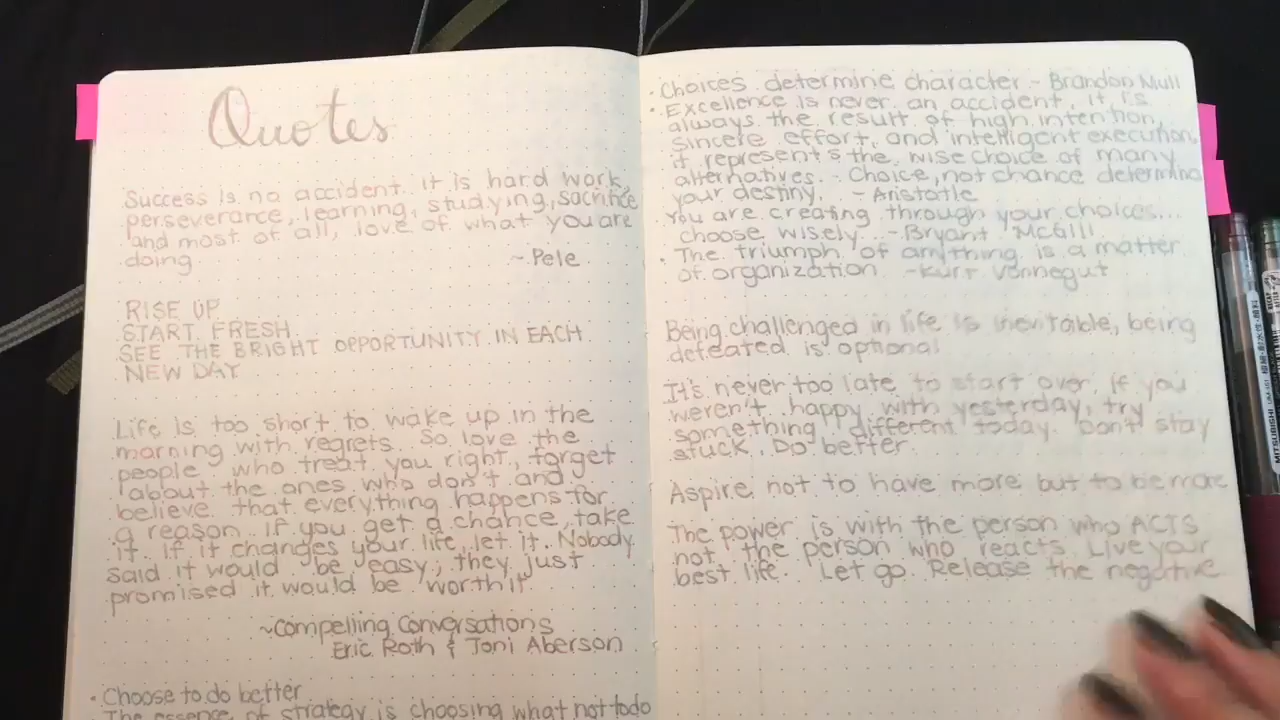 Quotes
Success is no accident. it is hard work,
perseverance, learning, studying, sacrifice
and most of all, love of what you are
doing
~ Pele
RISE UP
START FRESH
SEE THE BRIGHT OPPORTUNITY IN EACH
NEW DAY
Life is too short to wake up in the
morning with regrets. So love the
people who treat you right, forget
about the ones who don't and
believe that everything happens for
a reason. if you get a chance, take
it. if it changes your life, let it. Nobody
said it would be easy, they just
promised it would be worth it
~Compelling Conversations
Eric Roth & Toni Aberson
• Choose to do better
The essence of strategy is choosing what not to do
• Choices determine character ~ Brandon Mull
• Excellence is never an accident, it is
always the result of high intention,
sincere effort, and intelligent execution,
it represents the wise choice of many
alternatives. - Choice, not chance determins
your destiny. - Aristotle
You are creating through your choices...
choose wisely. - Bryant McGill
• The triumph of anything is a matter
of organization - Kurt Vonnegut
Being challenged in life is inevitable, being
defeated is optional
It's never too late to start over, if you
weren't happy with yesterday, try
something different today. Don't stay
stuck. Do better.
Aspire not to have more but to be more
The power is with the person who ACTS
not the person who reacts. Live your
best life. Let go. Release the negative
MITSUBISHI